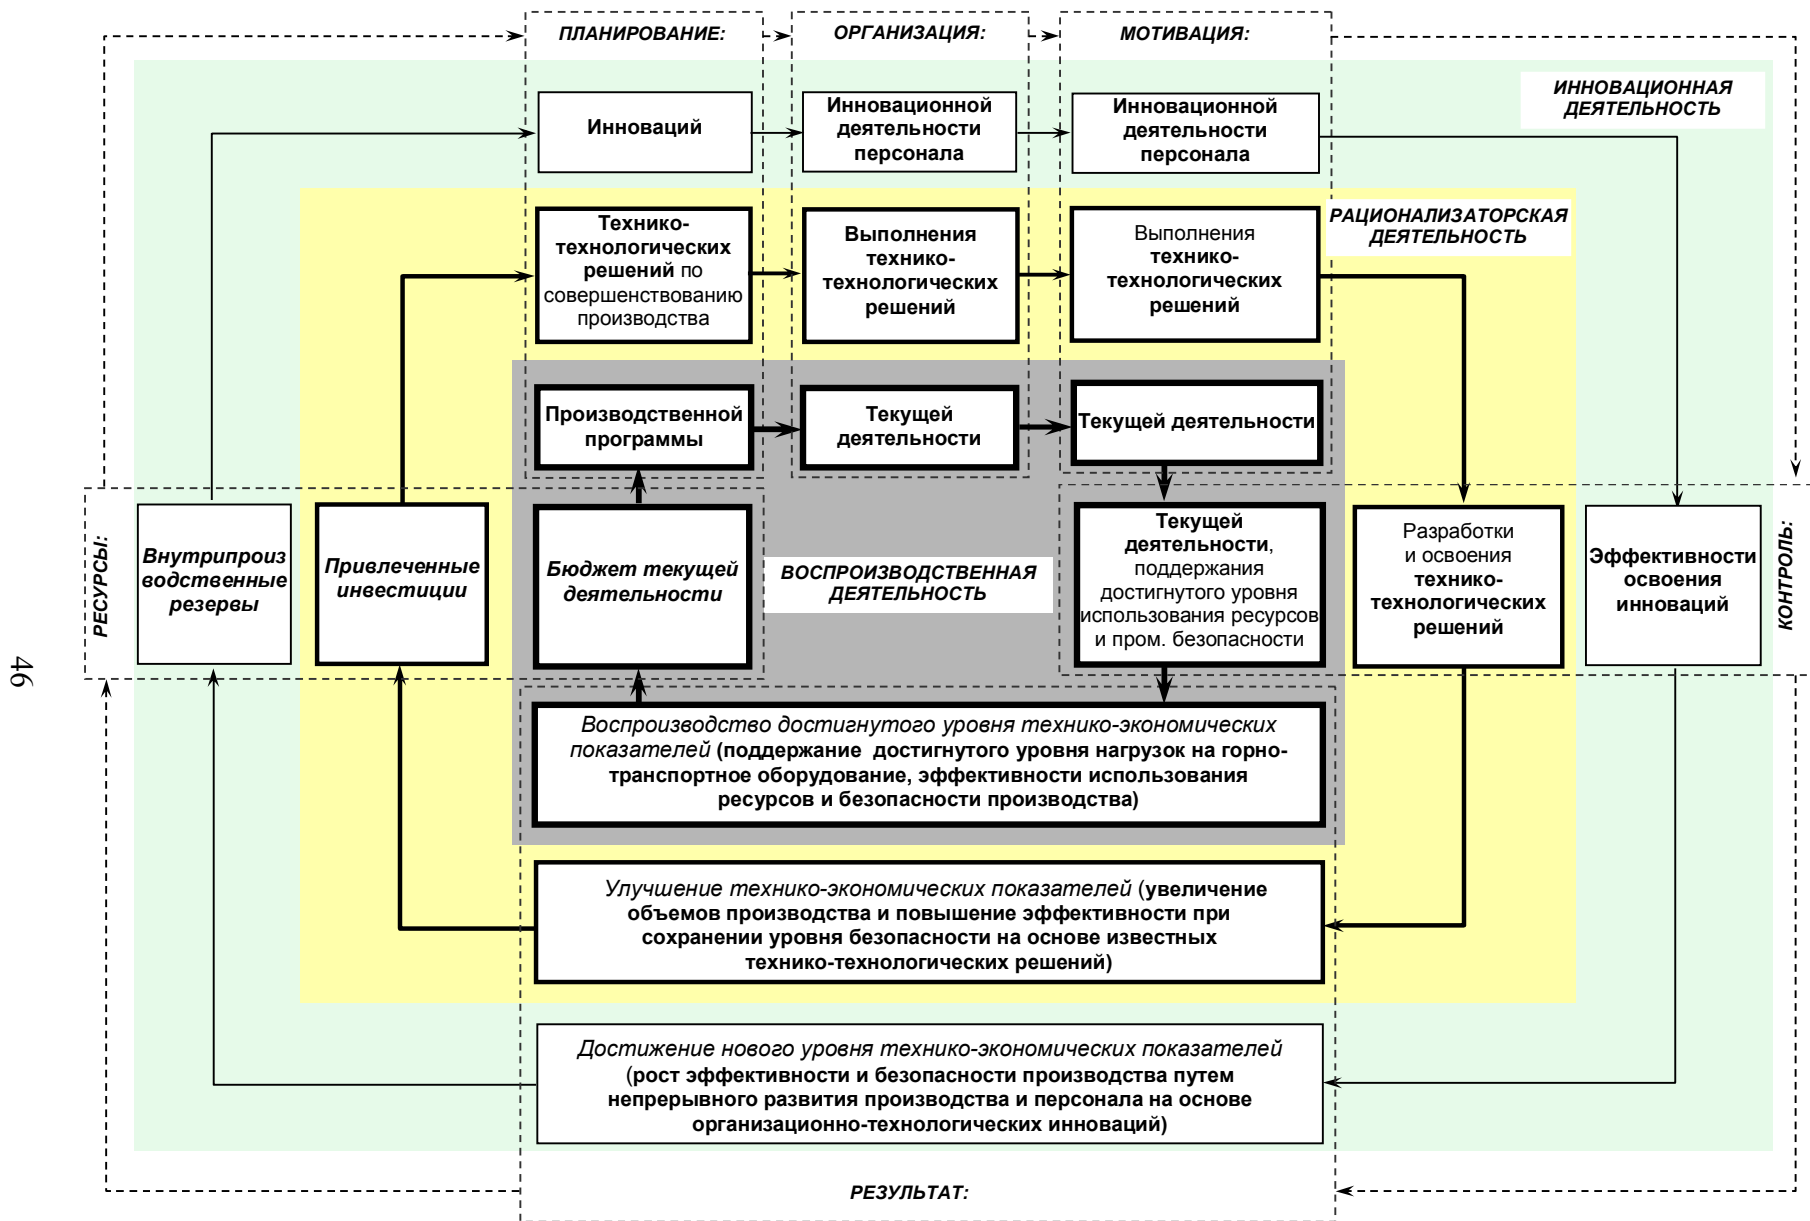 ПЛАНИРОВАНИЕ:
ОРГАНИЗАЦИЯ:
МОТИВАЦИЯ:
ИННОВАЦИОННАЯ
ДЕЯТЕЛЬНОСТЬ
Инноваций
Инновационной
деятельности
персонала
Инновационной
деятельности
персонала
РАЦИОНАЛИЗАТОРСКАЯ
ДЕЯТЕЛЬНОСТЬ
Технико-
технологических
решений по
совершенствованию
производства
Выполнения
технико-
технологических
решений
Выполнения
технико-
технологических
решений
Производственной
программы
Текущей
деятельности
Текущей деятельности
РЕСУРСЫ:
Внутрипроиз
водственные
резервы
Привлеченные
инвестиции
Бюджет текущей
деятельности
ВОСПРОИЗВОДСТВЕННАЯ
ДЕЯТЕЛЬНОСТЬ
Текущей
деятельности,
поддержания
достигнутого уровня
использования ресурсов
и пром. безопасности
Разработки
и освоения
технико-
технологических
решений
Эффективности
освоения
инноваций
КОНТРОЛЬ:
46
Воспроизводство достигнутого уровня технико-экономических
показателей (поддержание достигнутого уровня нагрузок на горно-
транспортное оборудование, эффективности использования
ресурсов и безопасности производства)
Улучшение технико-экономических показателей (увеличение
объемов производства и повышение эффективности при
сохранении уровня безопасности на основе известных
технико-технологических решений)
Достижение нового уровня технико-экономических показателей
(рост эффективности и безопасности производства путем
непрерывного развития производства и персонала на основе
организационно-технологических инноваций)
РЕЗУЛЬТАТ: